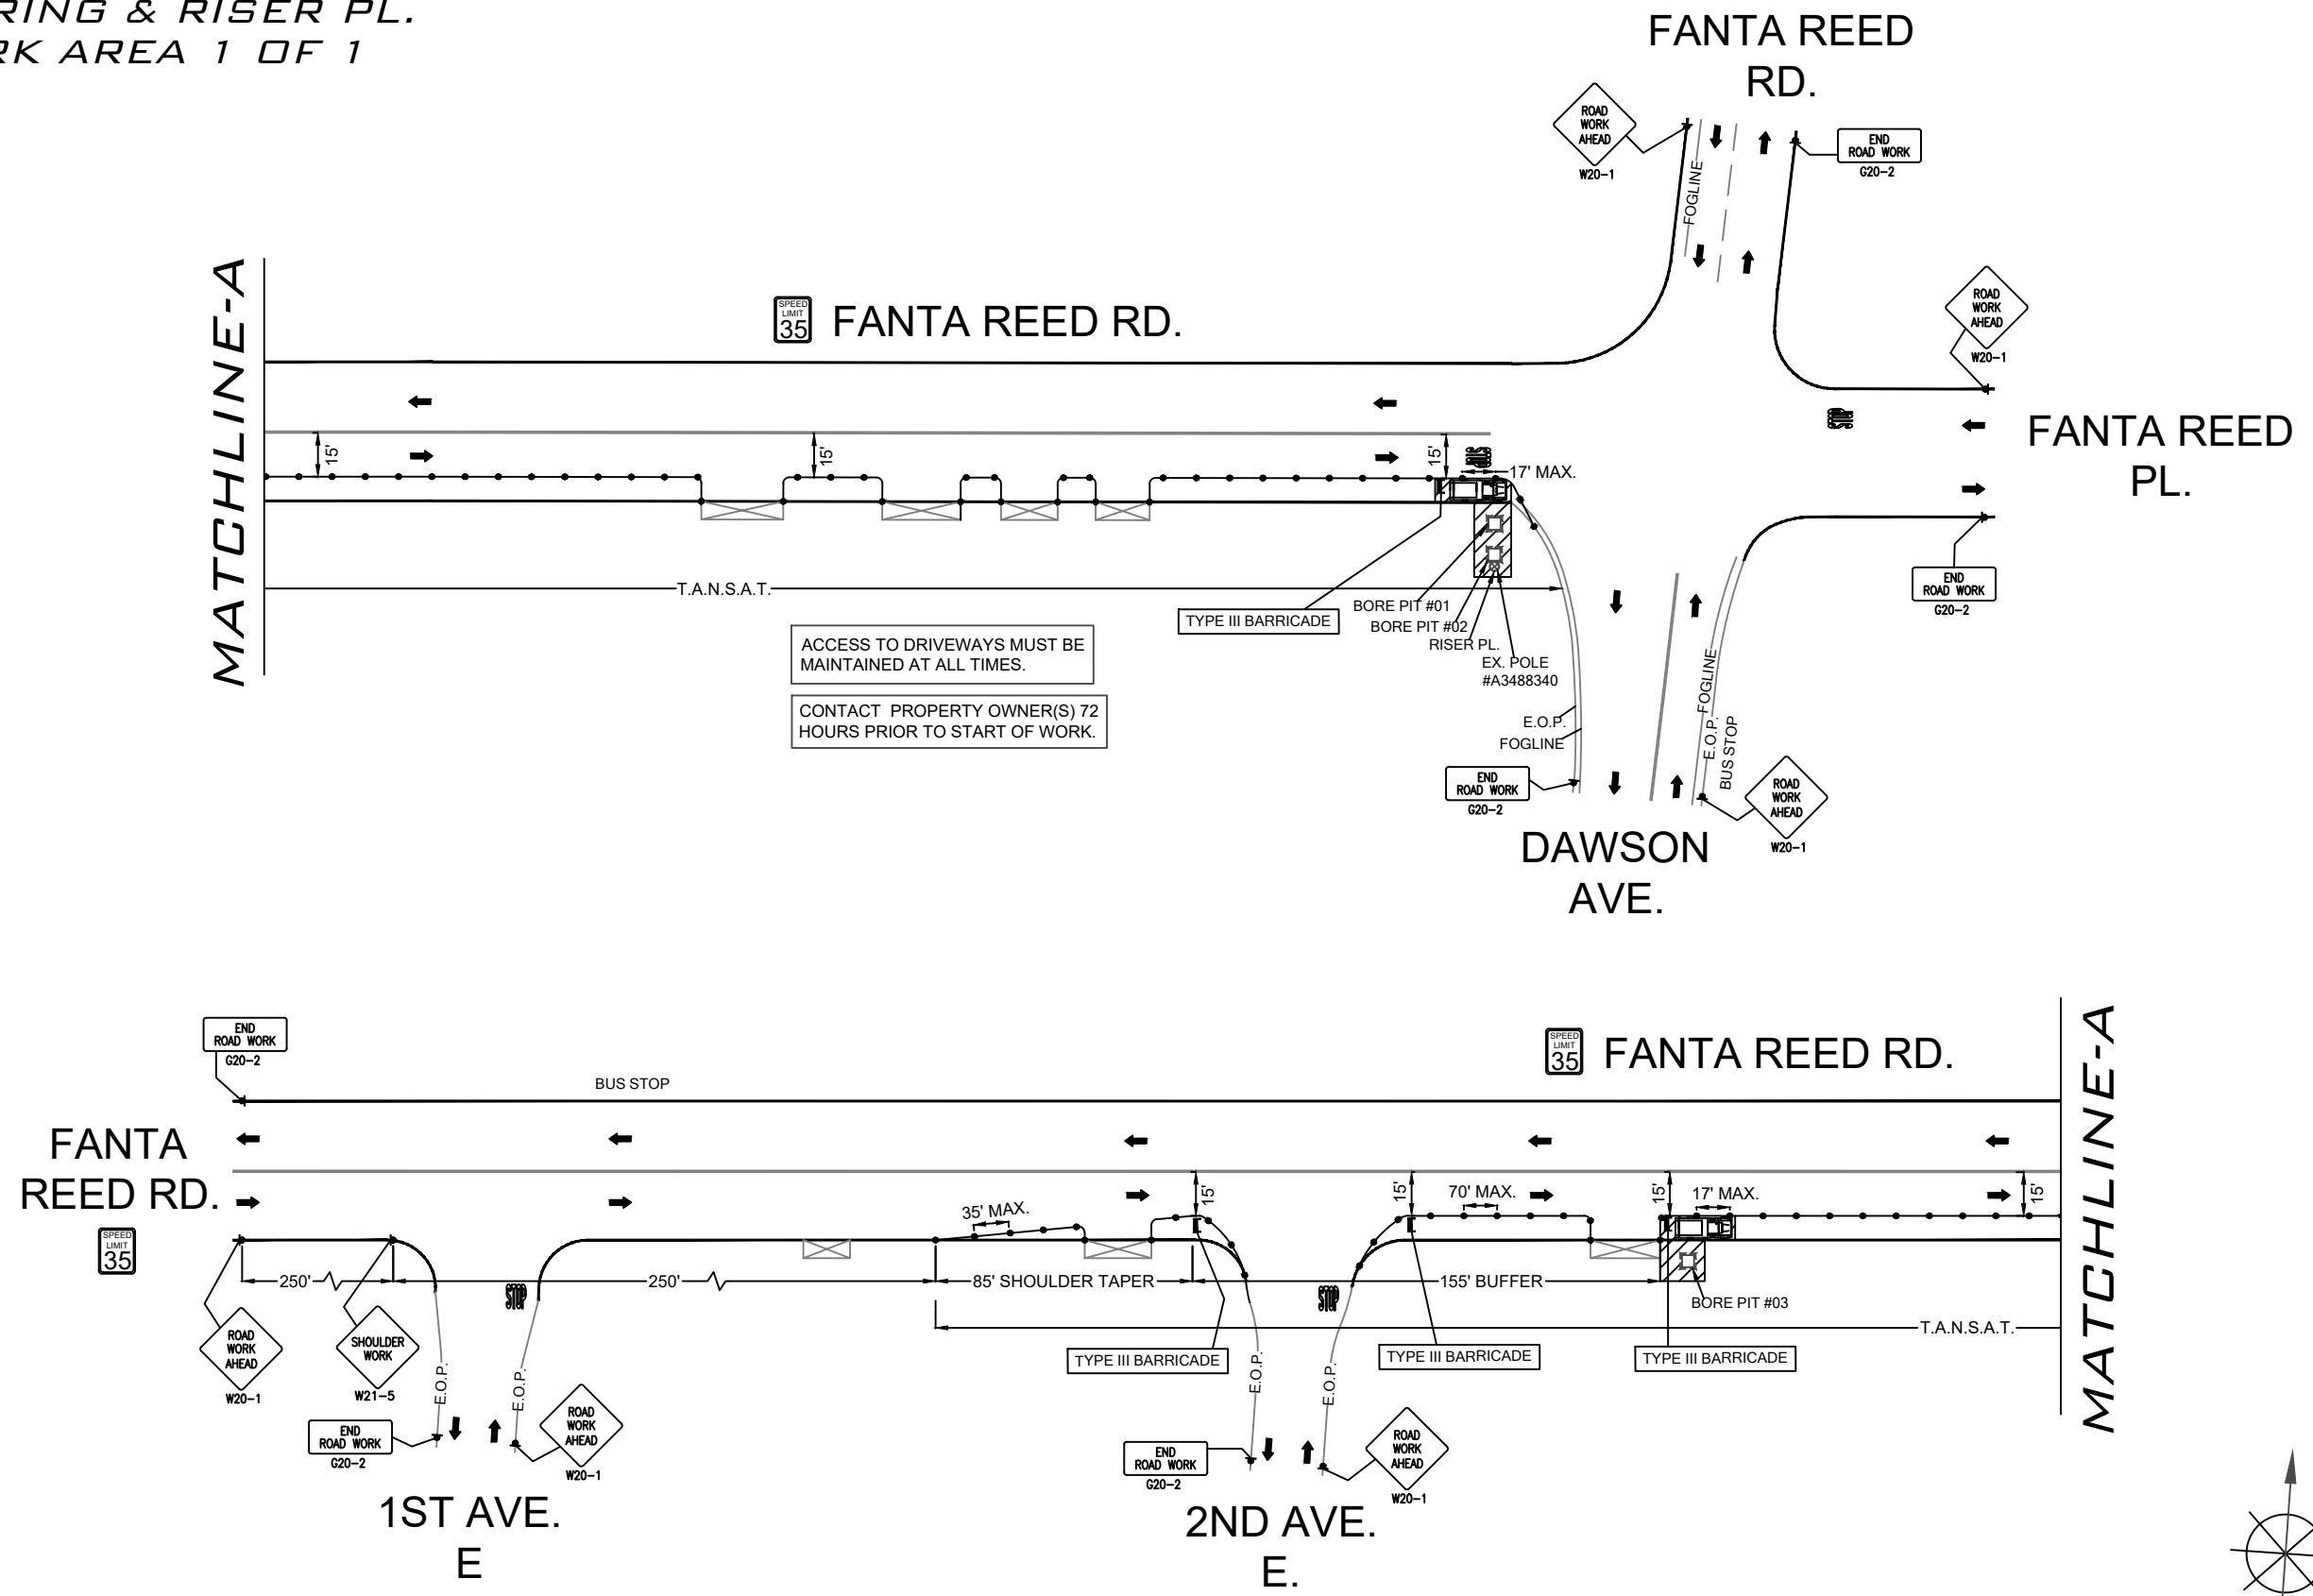 RING & RISER PL.
RK AREA 1 OF 1
FANTA REED
RD.
ROAD
WORK
AHEAD
W20-1
END
ROAD WORK
G20-2
FOGLINE
MATCHLINE-A
SPEED
LIMIT
35
FANTA REED RD.
ROAD
WORK
AHEAD
W20-1
STOP
FANTA REED
PL.
15'
15'
15'
STOP
17' MAX.
T.A.N.S.A.T.
TYPE III BARRICADE
BORE PIT #01
BORE PIT #02
RISER PL.
EX. POLE
#A3488340
END
ROAD WORK
G20-2
ACCESS TO DRIVEWAYS MUST BE
MAINTAINED AT ALL TIMES.
CONTACT PROPERTY OWNER(S) 72
HOURS PRIOR TO START OF WORK.
E.O.P.
FOGLINE
FOGLINE
E.O.P.
BUS STOP
END
ROAD WORK
G20-2
ROAD
WORK
AHEAD
W20-1
DAWSON
AVE.
END
ROAD WORK
G20-2
BUS STOP
SPEED
LIMIT
35
FANTA REED RD.
MATCHLINE-A
FANTA
REED RD.
SPEED
LIMIT
35
35' MAX.
15'
15'
70' MAX.
15'
17' MAX.
15'
250'
250'
85' SHOULDER TAPER
155' BUFFER
STOP
STOP
BORE PIT #03
T.A.N.S.A.T.
ROAD
WORK
AHEAD
W20-1
SHOULDER
WORK
W21-5
E.O.P.
E.O.P.
TYPE III BARRICADE
E.O.P.
E.O.P.
TYPE III BARRICADE
TYPE III BARRICADE
END
ROAD WORK
G20-2
ROAD
WORK
AHEAD
W20-1
END
ROAD WORK
G20-2
ROAD
WORK
AHEAD
W20-1
1ST AVE.
E
2ND AVE.
E.